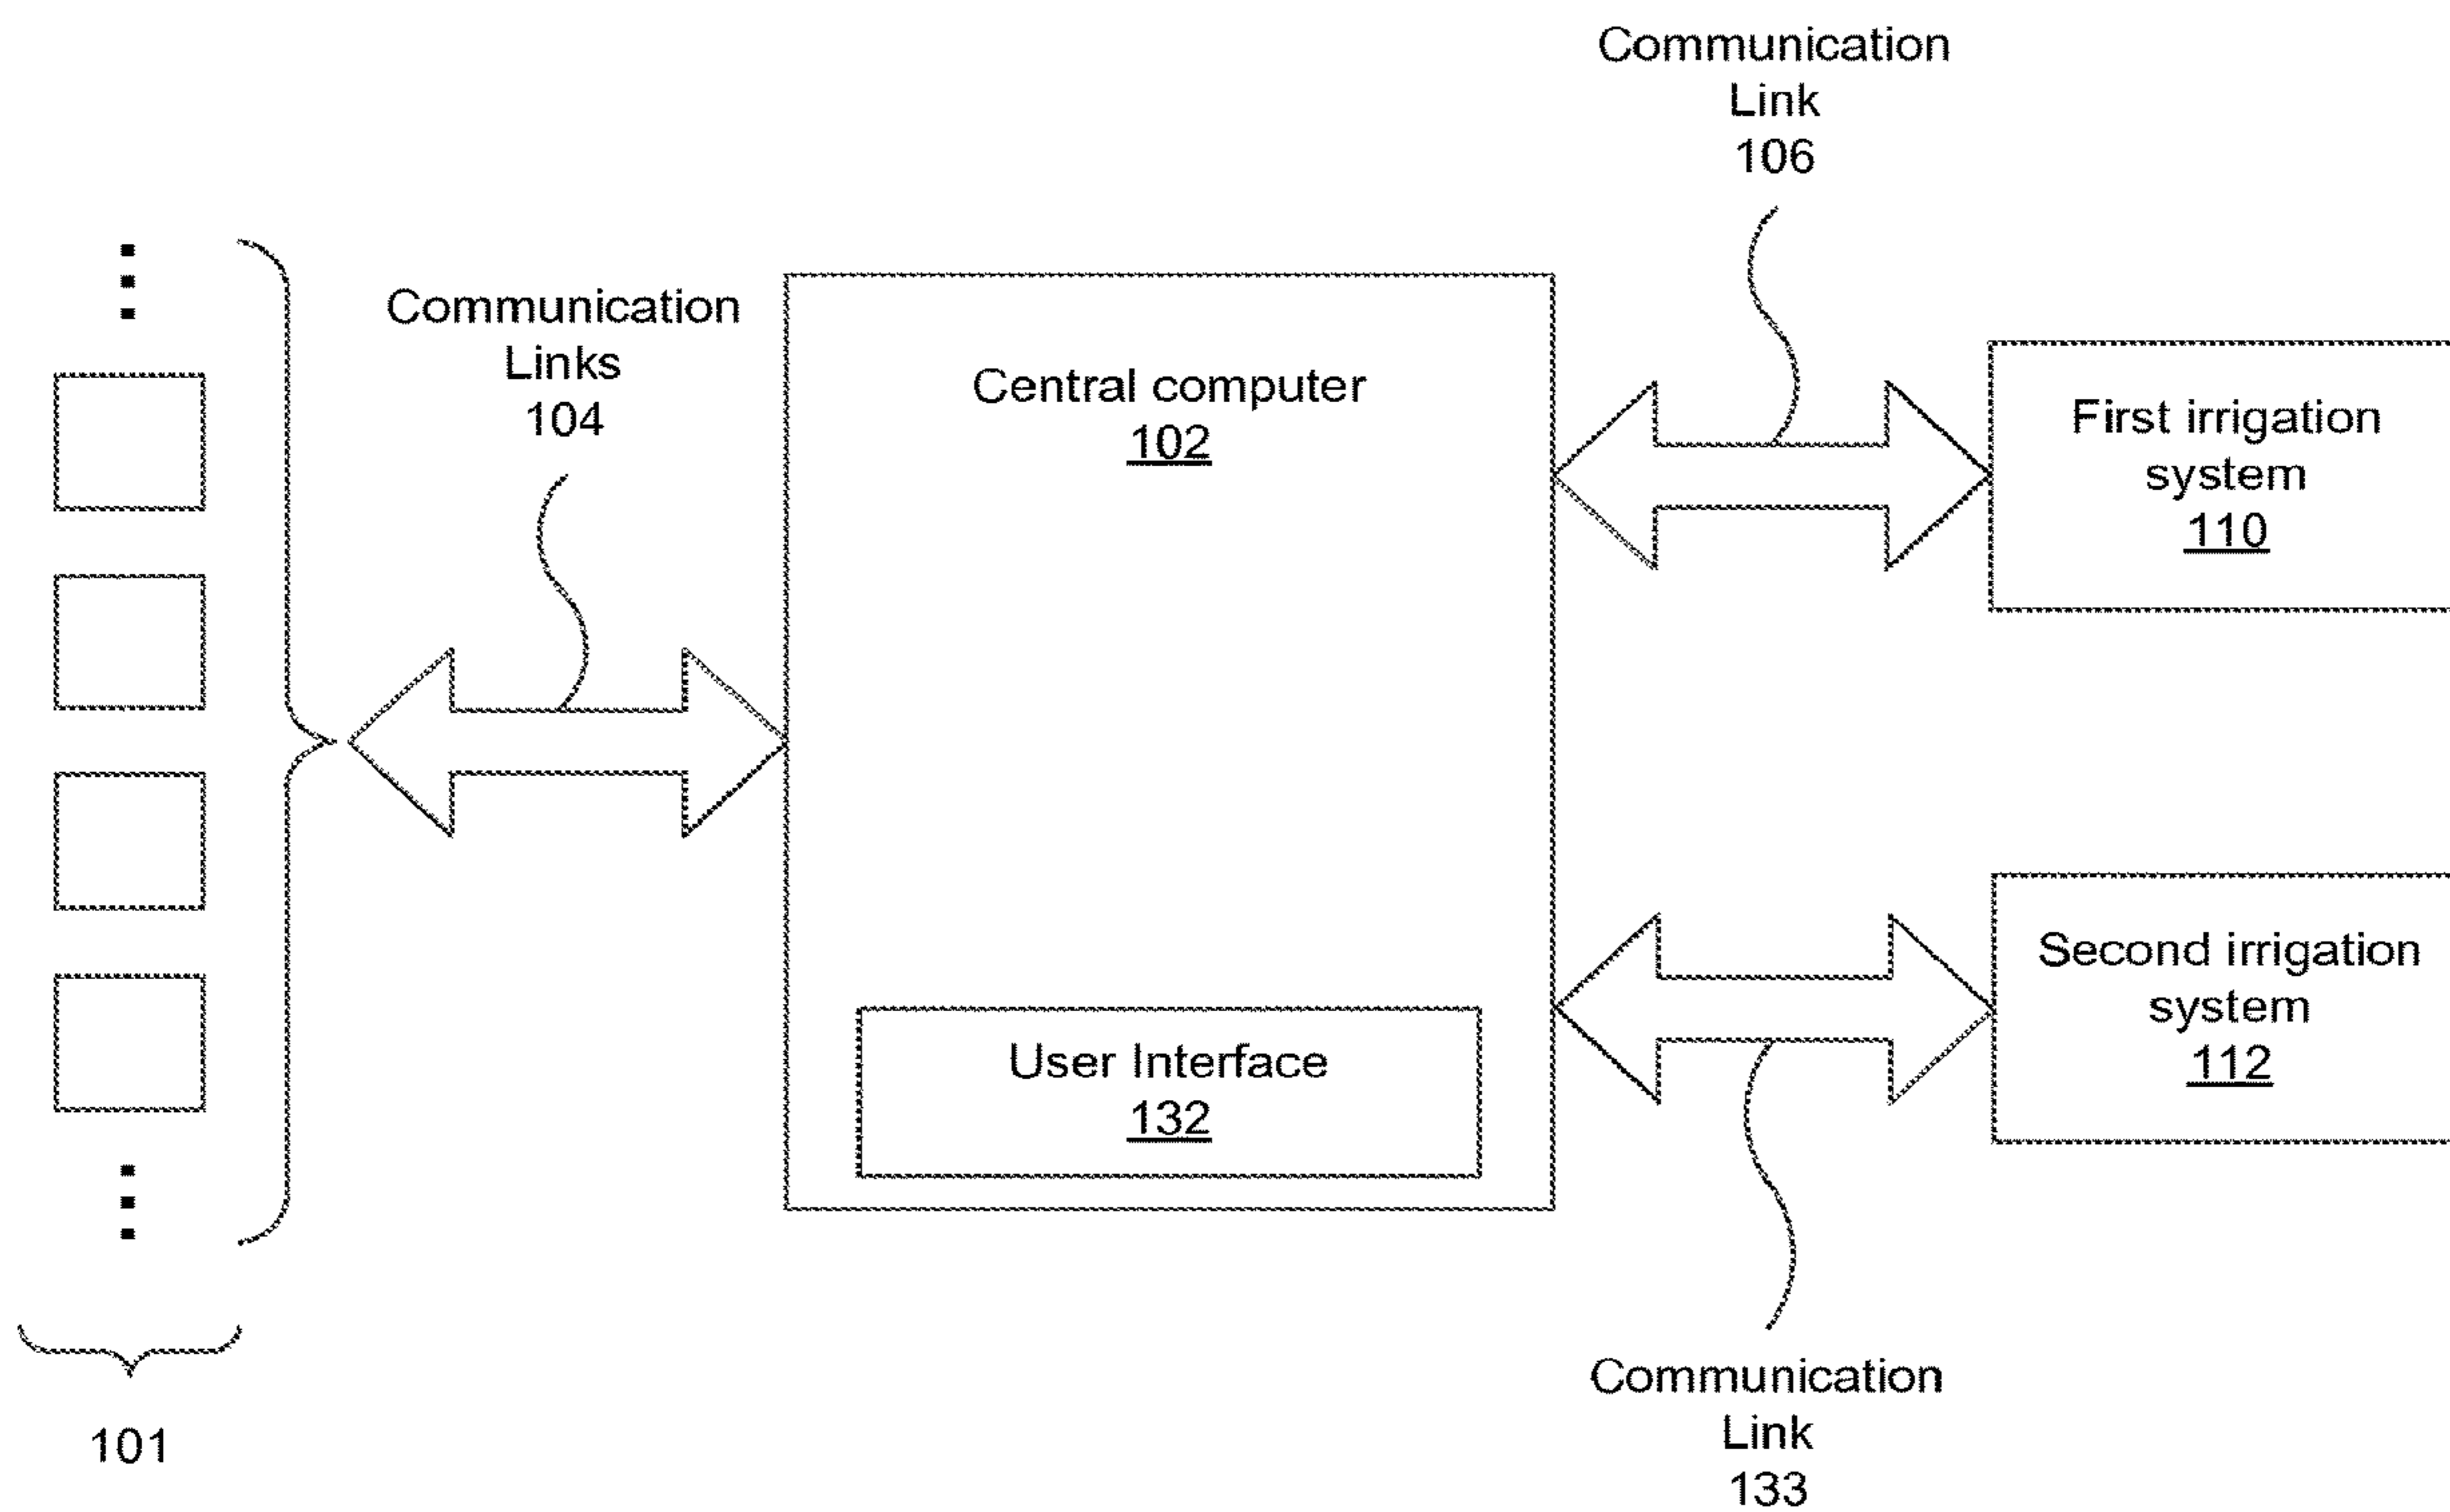 Communication
Link
106
Communication
Links
104
Central computer
102
First irrigation
system
110
Second irrigation
system
112
User Interface
132
Communication
Link
133
101